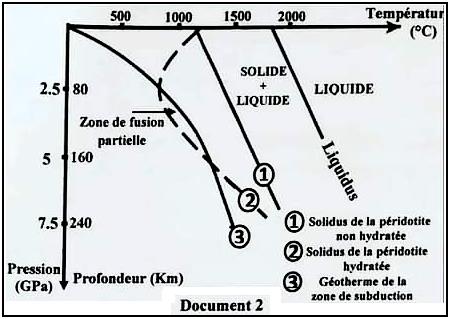 Températur
(°C)
500 1000 1500 2000
SOLIDE
+
LIQUIDE
LIQUIDE
2.5 80
Zone de fusion
partielle
5 160
Liquidus
1
2
7.5 240
3
1 Solidus de la péridotite
non hydratée
2 Solidus de la péridotite
hydratée
3 Géotherme de la
zone de subduction
Pression
(GPa)
Profondeur (Km)
Document 2